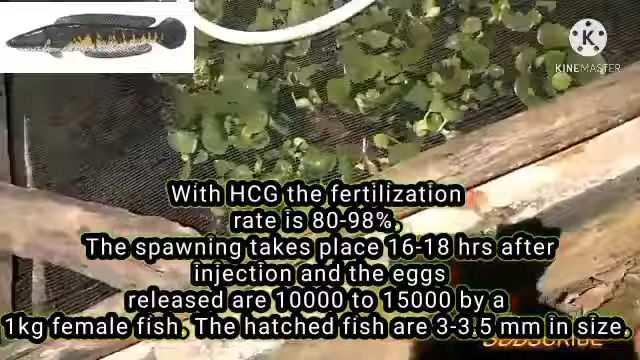 KINEMASTER
With HCG the fertilization
rate is 80-98%.
The spawning takes place 16-18 hrs after
injection and the eggs
released are 10000 to 15000 by a
1kg female fish. The hatched fish are 3-3.5 mm in size.
SUBSCRIBE